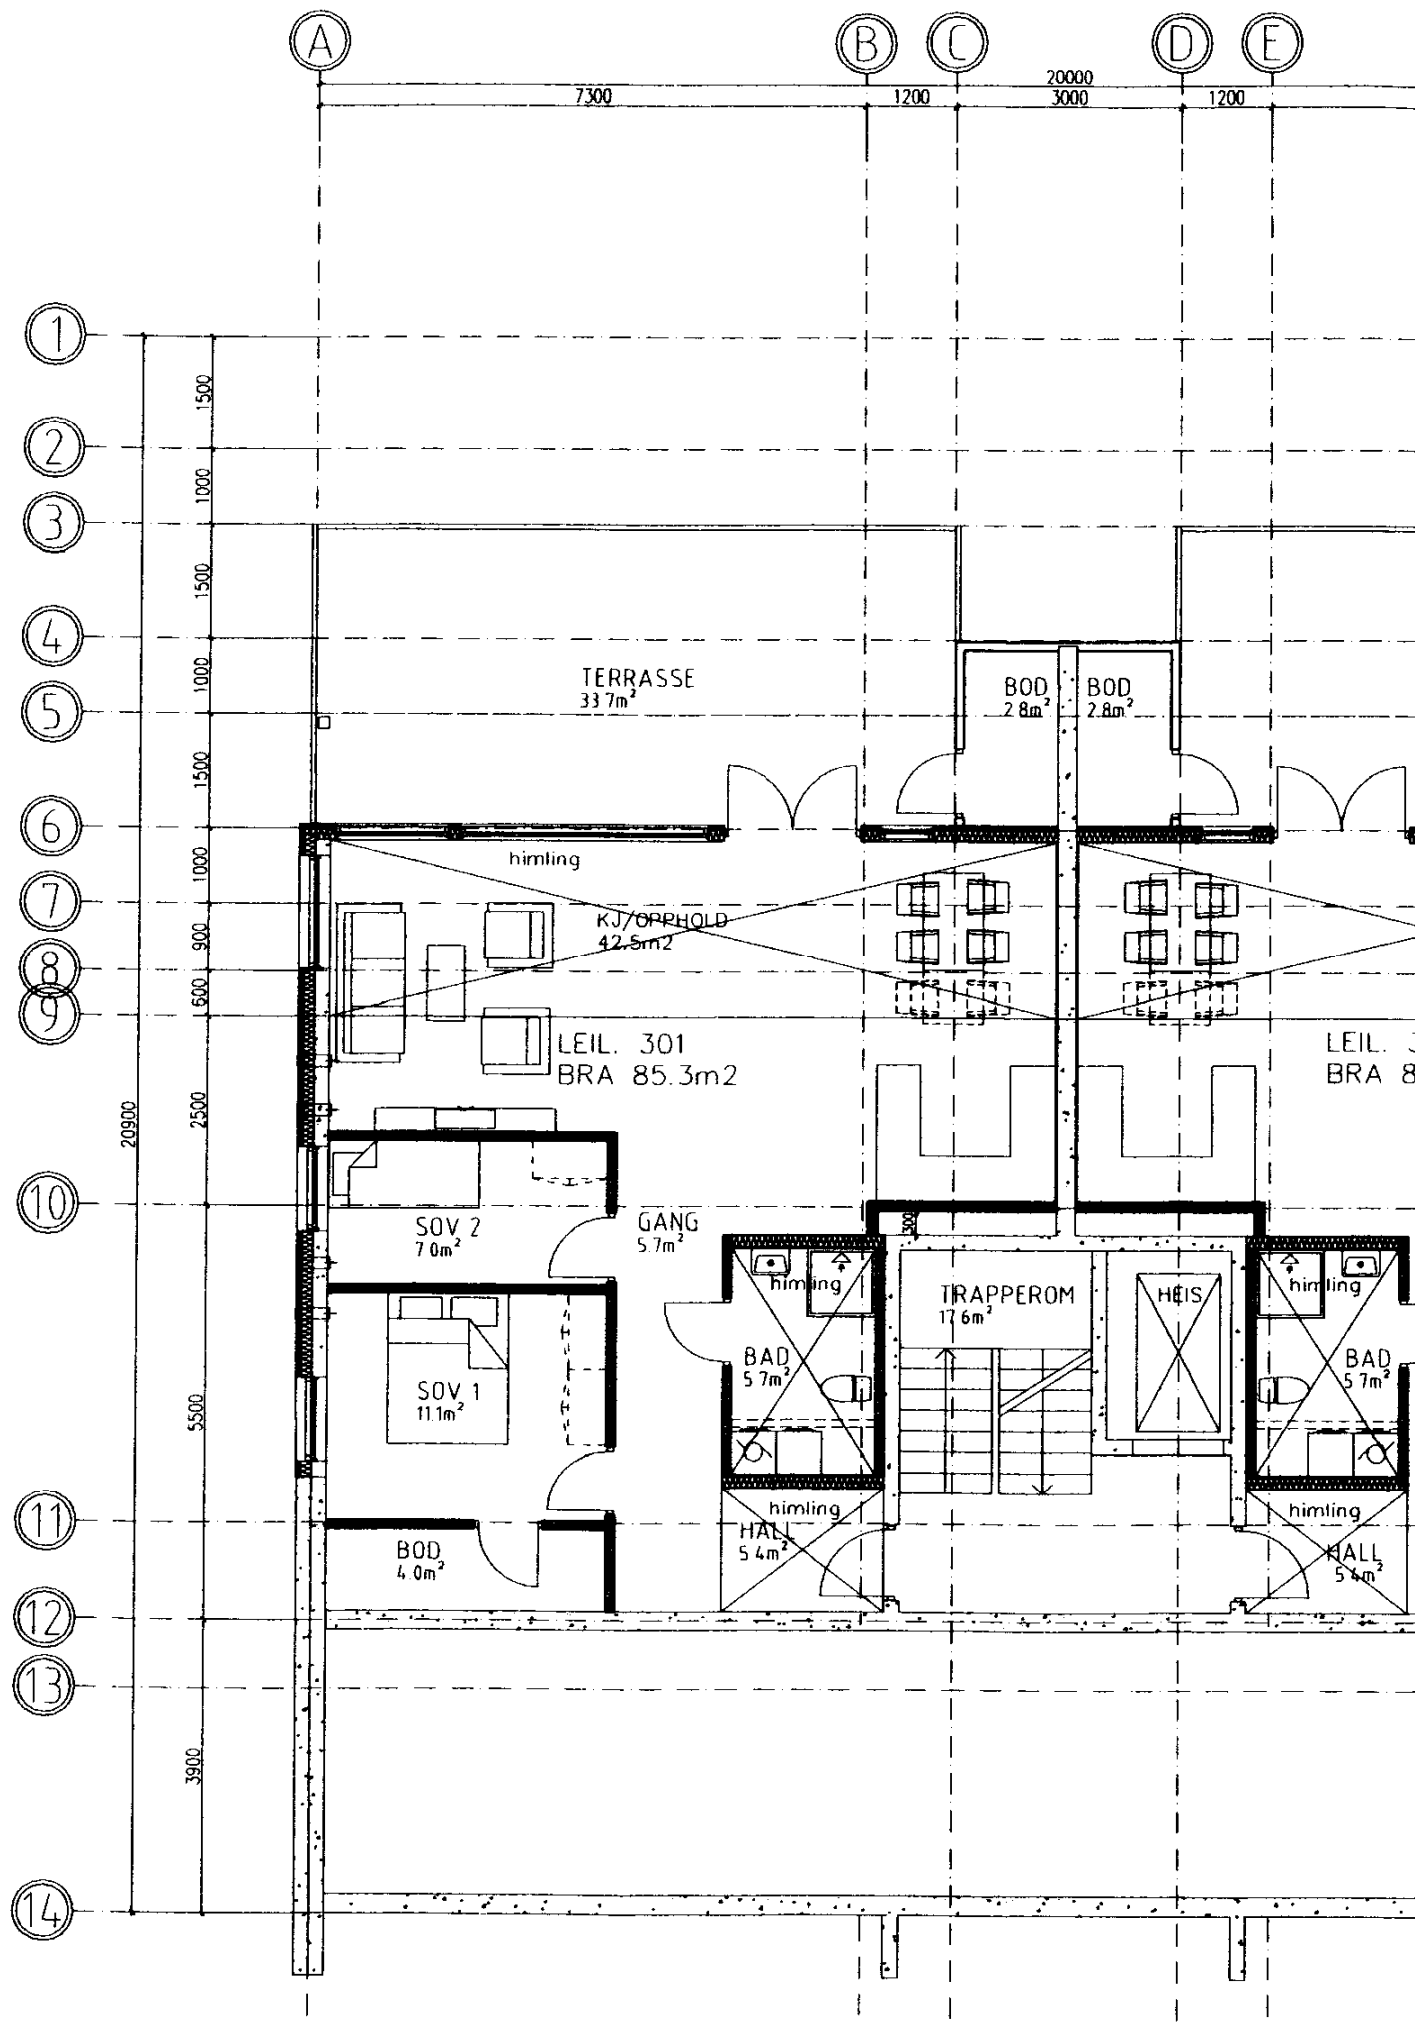 A
B
C
D
E
20000
7300
1200
3000
1200
1
1500
2
1000
3
1500
4
1000
TERRASSE
33.7m²
BOD
2.8m²
BOD
2.8m²
5
1500
6
himling
1000
7
KJ/OPPHOLD
42.5m2
900
8
600
9
LEIL. 301
BRA 85.3m2
LEIL.
BRA 8
20900
2500
10
SOV 2
7.0m²
GANG
5.7m²
300
himling
TRAPPEROM
17.6m²
HEIS
himling
BAD
5.7m²
BAD
5.7m²
SOV 1
11.1m²
5500
11
himling
HALL
5.4m²
himling
HALL
5.4m²
BOD
4.0m²
12
13
3900
14